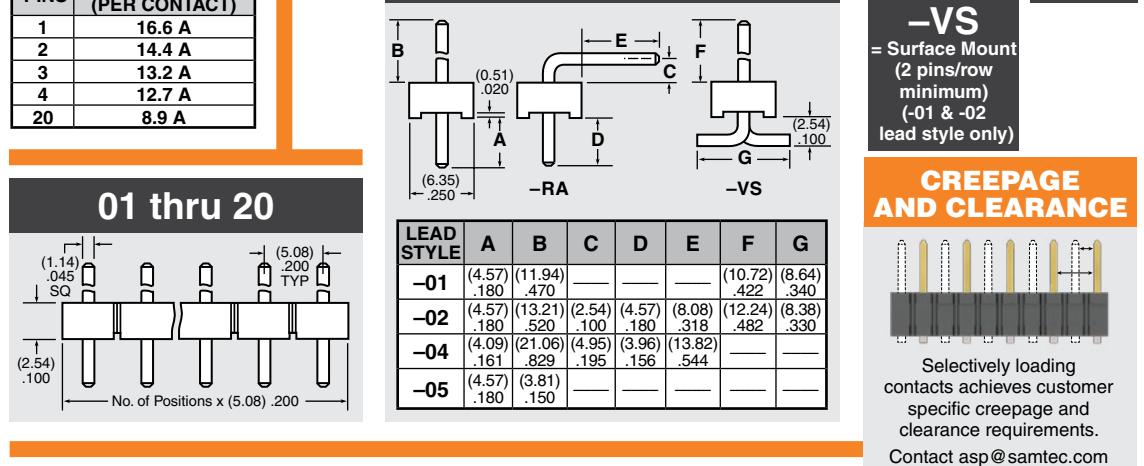 (PER CONTACT)
1 16.6 A
2 14.4 A
3 13.2 A
4 12.7 A
20 8.9 A
01 thru 20
(1.14)
.045
SQ
(5.08)
.200
TYP
(2.54)
.100
No. of Positions x (5.08) .200
B
(0.51)
.020
A
(6.35)
.250
E
C
D
–RA
F
(2.54)
.100
G
–VS
LEAD STYLE A B C D E F G
–01 (4.57) .180 (11.94) .470 —— —— —— (10.72) .422 (8.64) .340
–02 (4.57) .180 (13.21) .520 (2.54) .100 (4.57) .180 (8.08) .318 (12.24) .482 (8.38) .330
–04 (4.09) .161 (21.06) .829 (4.95) .195 (3.96) .156 (13.82) .544 —— ——
–05 (4.57) .180 (3.81) .150 —— —— —— —— ——
–VS
= Surface Mount
(2 pins/row
minimum)
(-01 & -02
lead style only)
CREEPAGE
AND CLEARANCE
Selectively loading
contacts achieves customer
specific creepage and
clearance requirements.
Contact asp@samtec.com